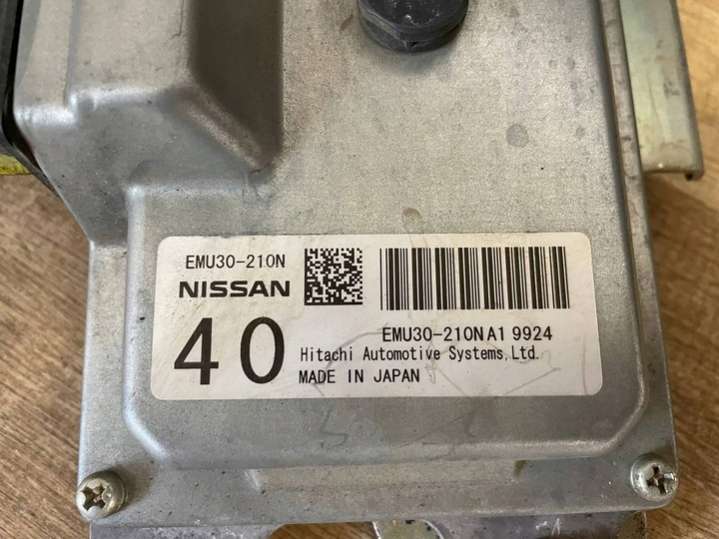 EMU30-210N
NISSAN
40
EMU30-210NA1 9924
Hitachi Automotive Systems,Ltd.
MADE IN JAPAN